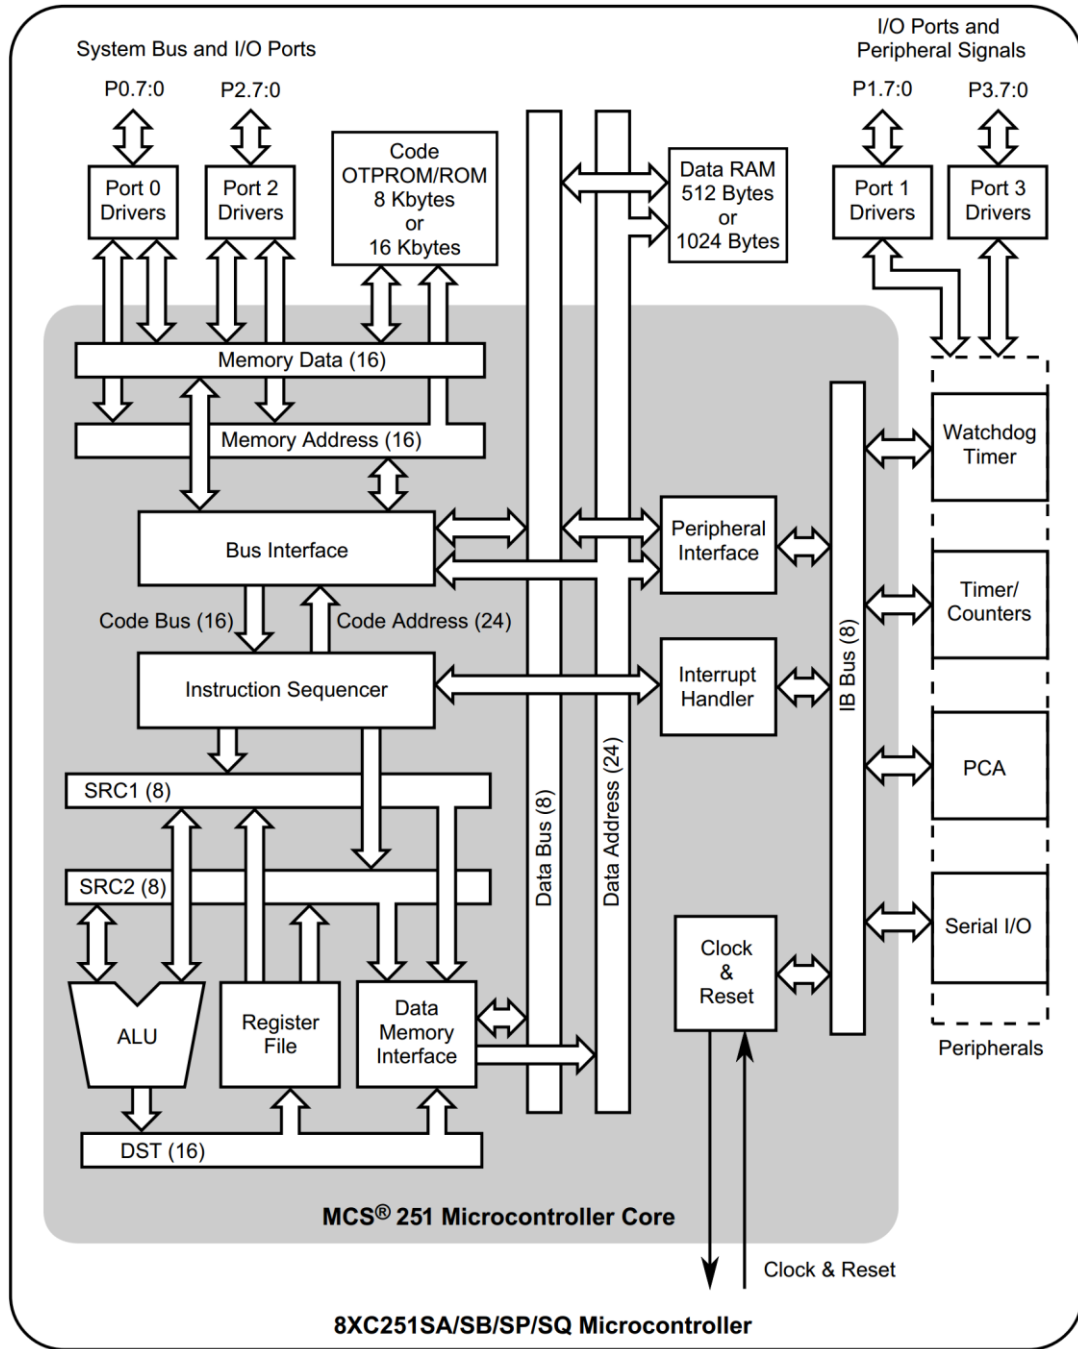 System Bus and I/O Ports
I/O Ports and
Peripheral Signals
P0.7:0
P2.7:0
P1.7:0
P3.7:0
Port 0
Drivers
Port 2
Drivers
Code
OTPROM/ROM
8 Kbytes
or
16 Kbytes
Data RAM
512 Bytes
or
1024 Bytes
Port 1
Drivers
Port 3
Drivers
Memory Data (16)
Memory Address (16)
Bus Interface
Peripheral
Interface
Watchdog
Timer
Code Bus (16)
Code Address (24)
Timer/
Counters
Instruction Sequencer
Interrupt
Handler
IB Bus (8)
SRC1 (8)
Data Bus (8)
Data Address (24)
PCA
SRC2 (8)
Clock
&
Reset
Serial I/O
ALU
Register
File
Data
Memory
Interface
Peripherals
DST (16)
MCS® 251 Microcontroller Core
Clock & Reset
8XC251SA/SB/SP/SQ Microcontroller